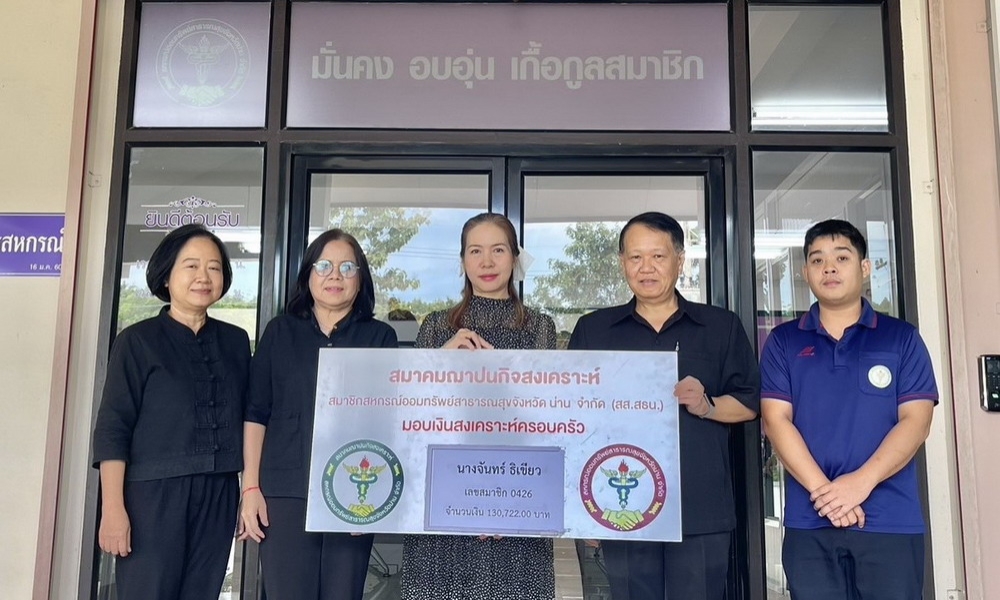 มั่นคง อบอุ่น เกื้อกูลสมาชิก
ยินดีต้อนรับ
สหกรณ์
16 ม.ค. 60
สมาคมฌาปนกิจสงเคราะห์
สมาชิกสหกรณ์ออมทรัพย์สาธารณสุขจังหวัด น่าน จำกัด (สส.สธน.)
มอบเงินสงเคราะห์ครอบครัว
นางจันทร์ ธิเขียว
เลขสมาชิก 0426
จำนวนเงิน 130,722.00 บาท